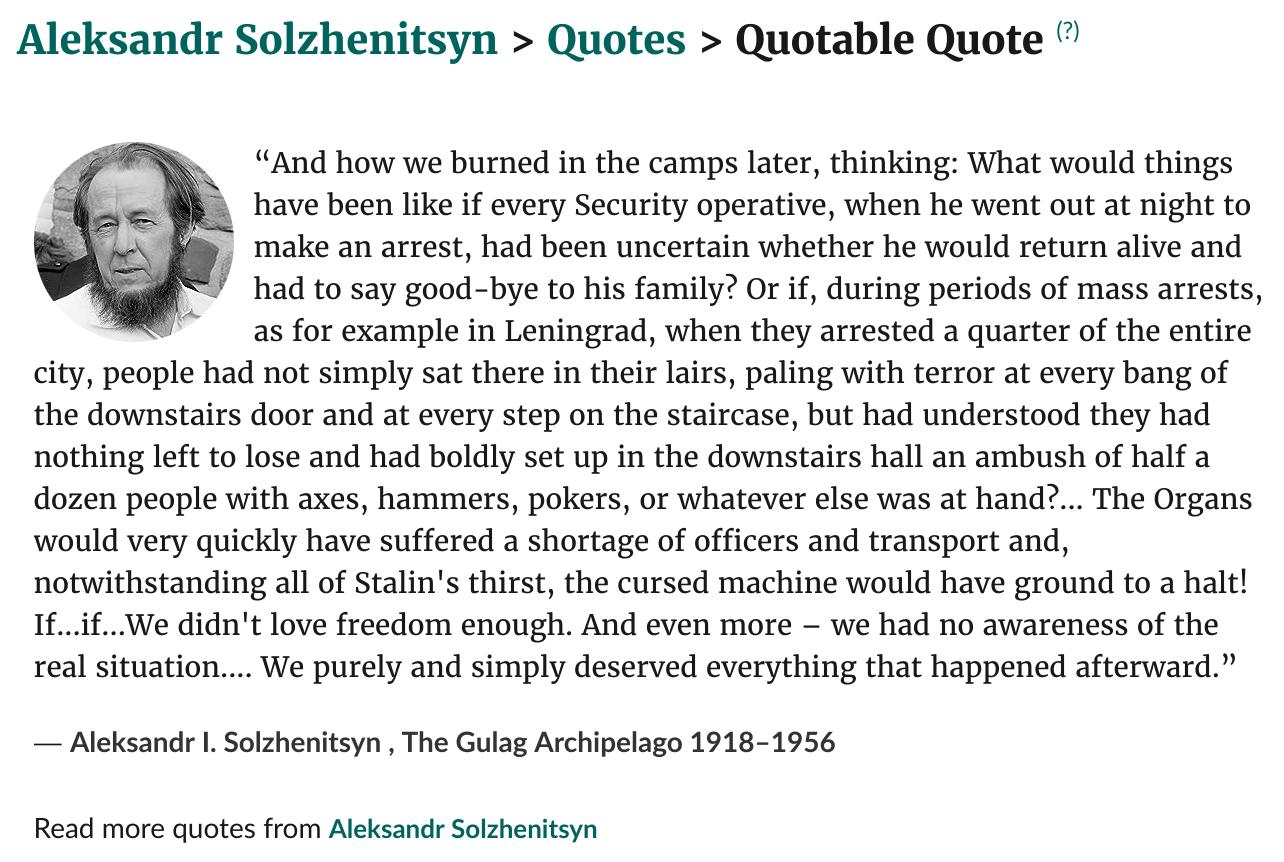 Aleksandr Solzhenitsyn > Quotes > Quotable Quote (?)
“And how we burned in the camps later, thinking: What would things
have been like if every Security operative, when he went out at night to
make an arrest, had been uncertain whether he would return alive and
had to say good-bye to his family? Or if, during periods of mass arrests,
as for example in Leningrad, when they arrested a quarter of the entire
city, people had not simply sat there in their lairs, paling with terror at every bang of
the downstairs door and at every step on the staircase, but had understood they had
nothing left to lose and had boldly set up in the downstairs hall an ambush of half a
dozen people with axes, hammers, pokers, or whatever else was at hand?... The Organs
would very quickly have suffered a shortage of officers and transport and,
notwithstanding all of Stalin's thirst, the cursed machine would have ground to a halt!
If...if...We didn't love freedom enough. And even more – we had no awareness of the
real situation.... We purely and simply deserved everything that happened afterward.”
― Aleksandr I. Solzhenitsyn , The Gulag Archipelago 1918–1956
Read more quotes from Aleksandr Solzhenitsyn